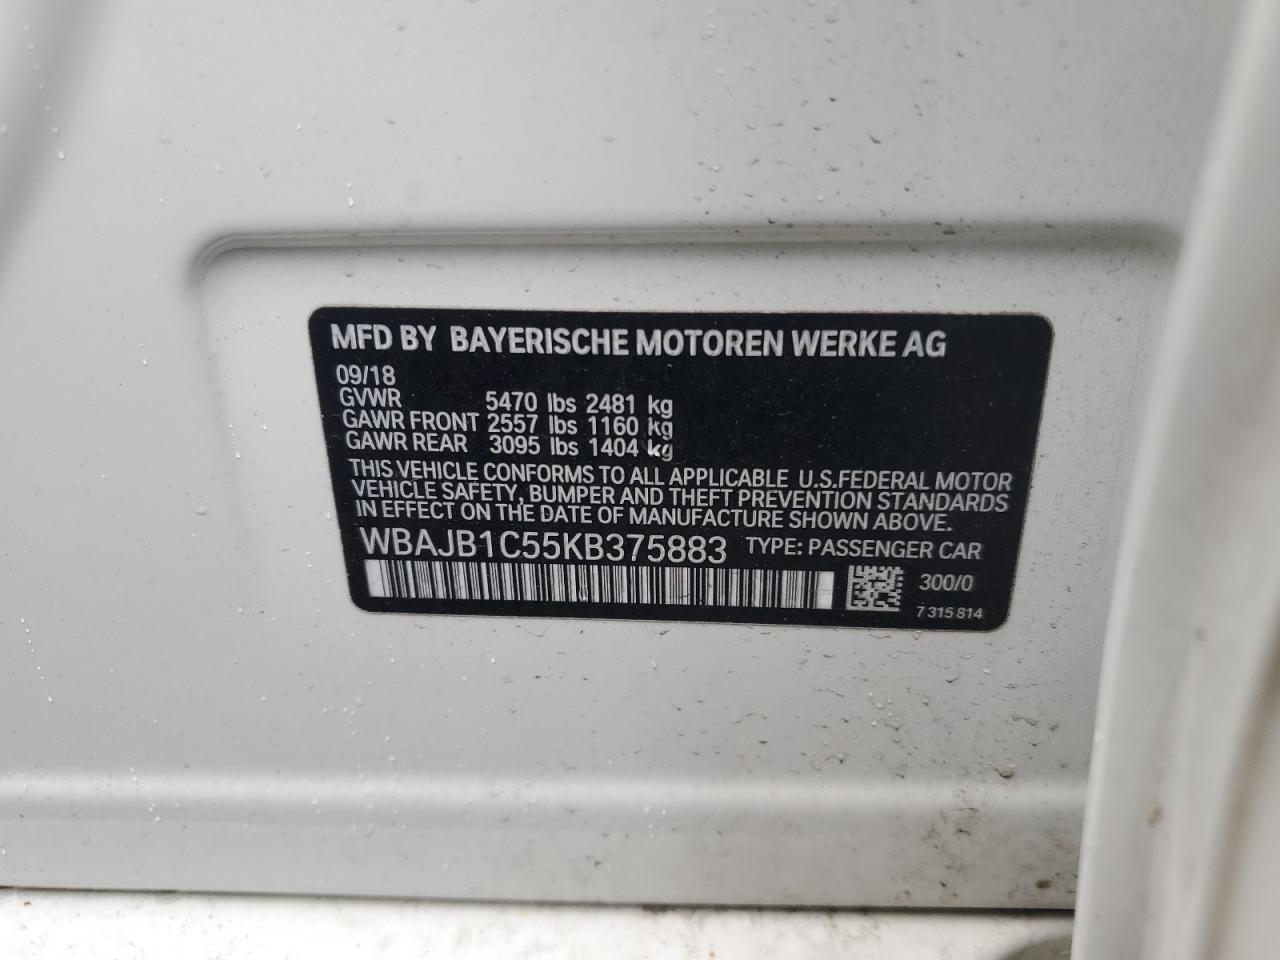 MFD BY BAYERISCHE MOTOREN WERKE AG
09/18
GVWR 5470 lbs 2481 kg
GAWR FRONT 2557 lbs 1160 kg
GAWR REAR 3095 lbs 1404 kg
THIS VEHICLE CONFORMS TO ALL APPLICABLE U.S.FEDERAL MOTOR
VEHICLE SAFETY, BUMPER AND THEFT PREVENTION STANDARDS
IN EFFECT ON THE DATE OF MANUFACTURE SHOWN ABOVE.
WBAJB1C55KB375883 TYPE: PASSENGER CAR
300/0
7 315 814